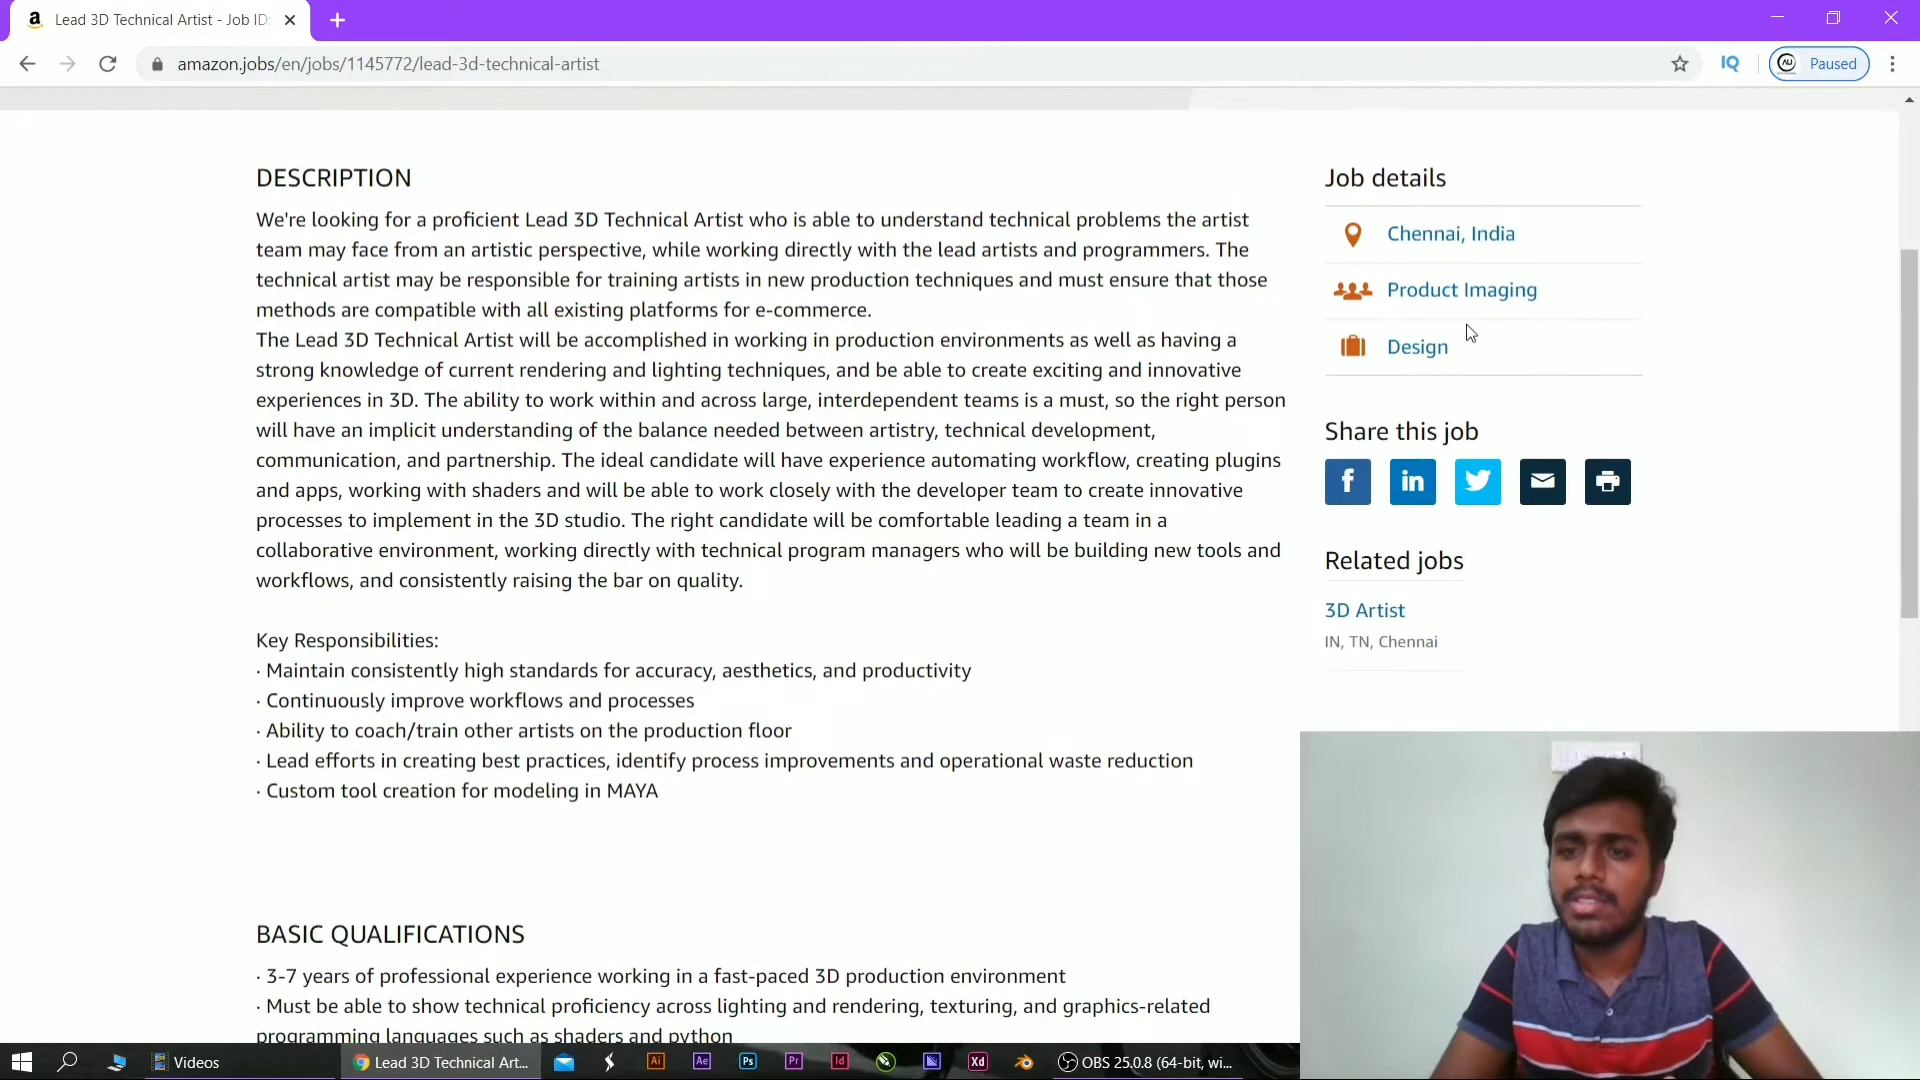 a Lead 3D Technical Artist - Job ID:
amazon.jobs/en/jobs/1145772/lead-3d-technical-artist
IQ
Paused
DESCRIPTION
We're looking for a proficient Lead 3D Technical Artist who is able to understand technical problems the artist
team may face from an artistic perspective, while working directly with the lead artists and programmers. The
technical artist may be responsible for training artists in new production techniques and must ensure that those
methods are compatible with all existing platforms for e-commerce.
The Lead 3D Technical Artist will be accomplished in working in production environments as well as having a
strong knowledge of current rendering and lighting techniques, and be able to create exciting and innovative
experiences in 3D. The ability to work within and across large, interdependent teams is a must, so the right person
will have an implicit understanding of the balance needed between artistry, technical development,
communication, and partnership. The ideal candidate will have experience automating workflow, creating plugins
and apps, working with shaders and will be able to work closely with the developer team to create innovative
processes to implement in the 3D studio. The right candidate will be comfortable leading a team in a
collaborative environment, working directly with technical program managers who will be building new tools and
workflows, and consistently raising the bar on quality.
Key Responsibilities:
· Maintain consistently high standards for accuracy, aesthetics, and productivity
· Continuously improve workflows and processes
· Ability to coach/train other artists on the production floor
· Lead efforts in creating best practices, identify process improvements and operational waste reduction
· Custom tool creation for modeling in MAYA
BASIC QUALIFICATIONS
· 3-7 years of professional experience working in a fast-paced 3D production environment
· Must be able to show technical proficiency across lighting and rendering, texturing, and graphics-related
programming languages such as shaders and python
Job details
Chennai, India
Product Imaging
Design
Share this job
f in
Related jobs
3D Artist
IN, TN, Chennai
Videos
Lead 3D Technical Art...
Ai
Ae
Ps
Pr
Id
Xd
OBS 25.0.8 (64-bit, wi...